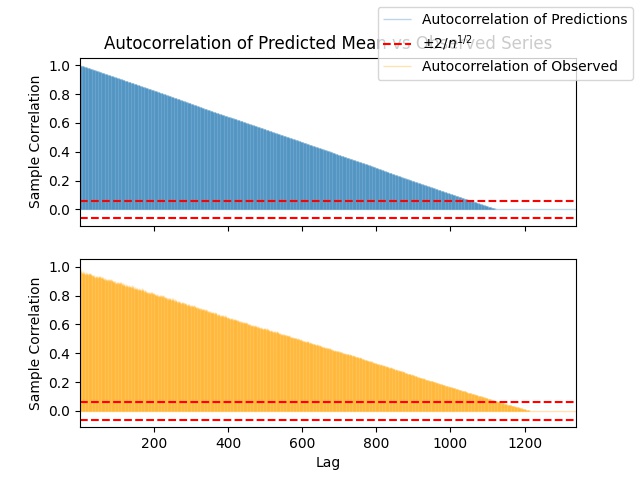 Autocorrelation of Predicted Mean vs Observed Series
Autocorrelation of Predictions
±2/n^{1/2}
Autocorrelation of Observed
Sample Correlation
1.0
0.8
0.6
0.4
0.2
0.0
Sample Correlation
1.0
0.8
0.6
0.4
0.2
0.0
200 400 600 800 1000 1200
Lag